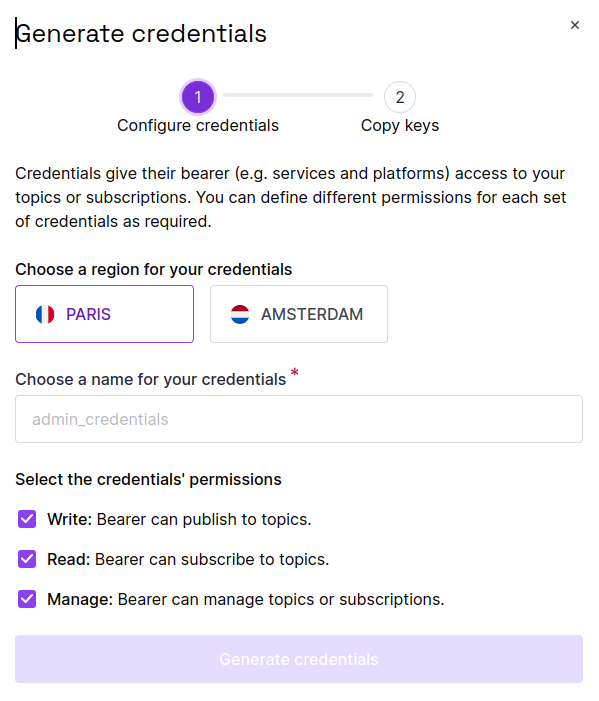 Generate credentials
×
1
2
Configure credentials
Copy keys
Credentials give their bearer (e.g. services and platforms) access to your
topics or subscriptions. You can define different permissions for each set
of credentials as required.
Choose a region for your credentials
PARIS
AMSTERDAM
Choose a name for your credentials *
admin_credentials
Select the credentials' permissions
Write: Bearer can publish to topics.
Read: Bearer can subscribe to topics.
Manage: Bearer can manage topics or subscriptions.
Generate credentials